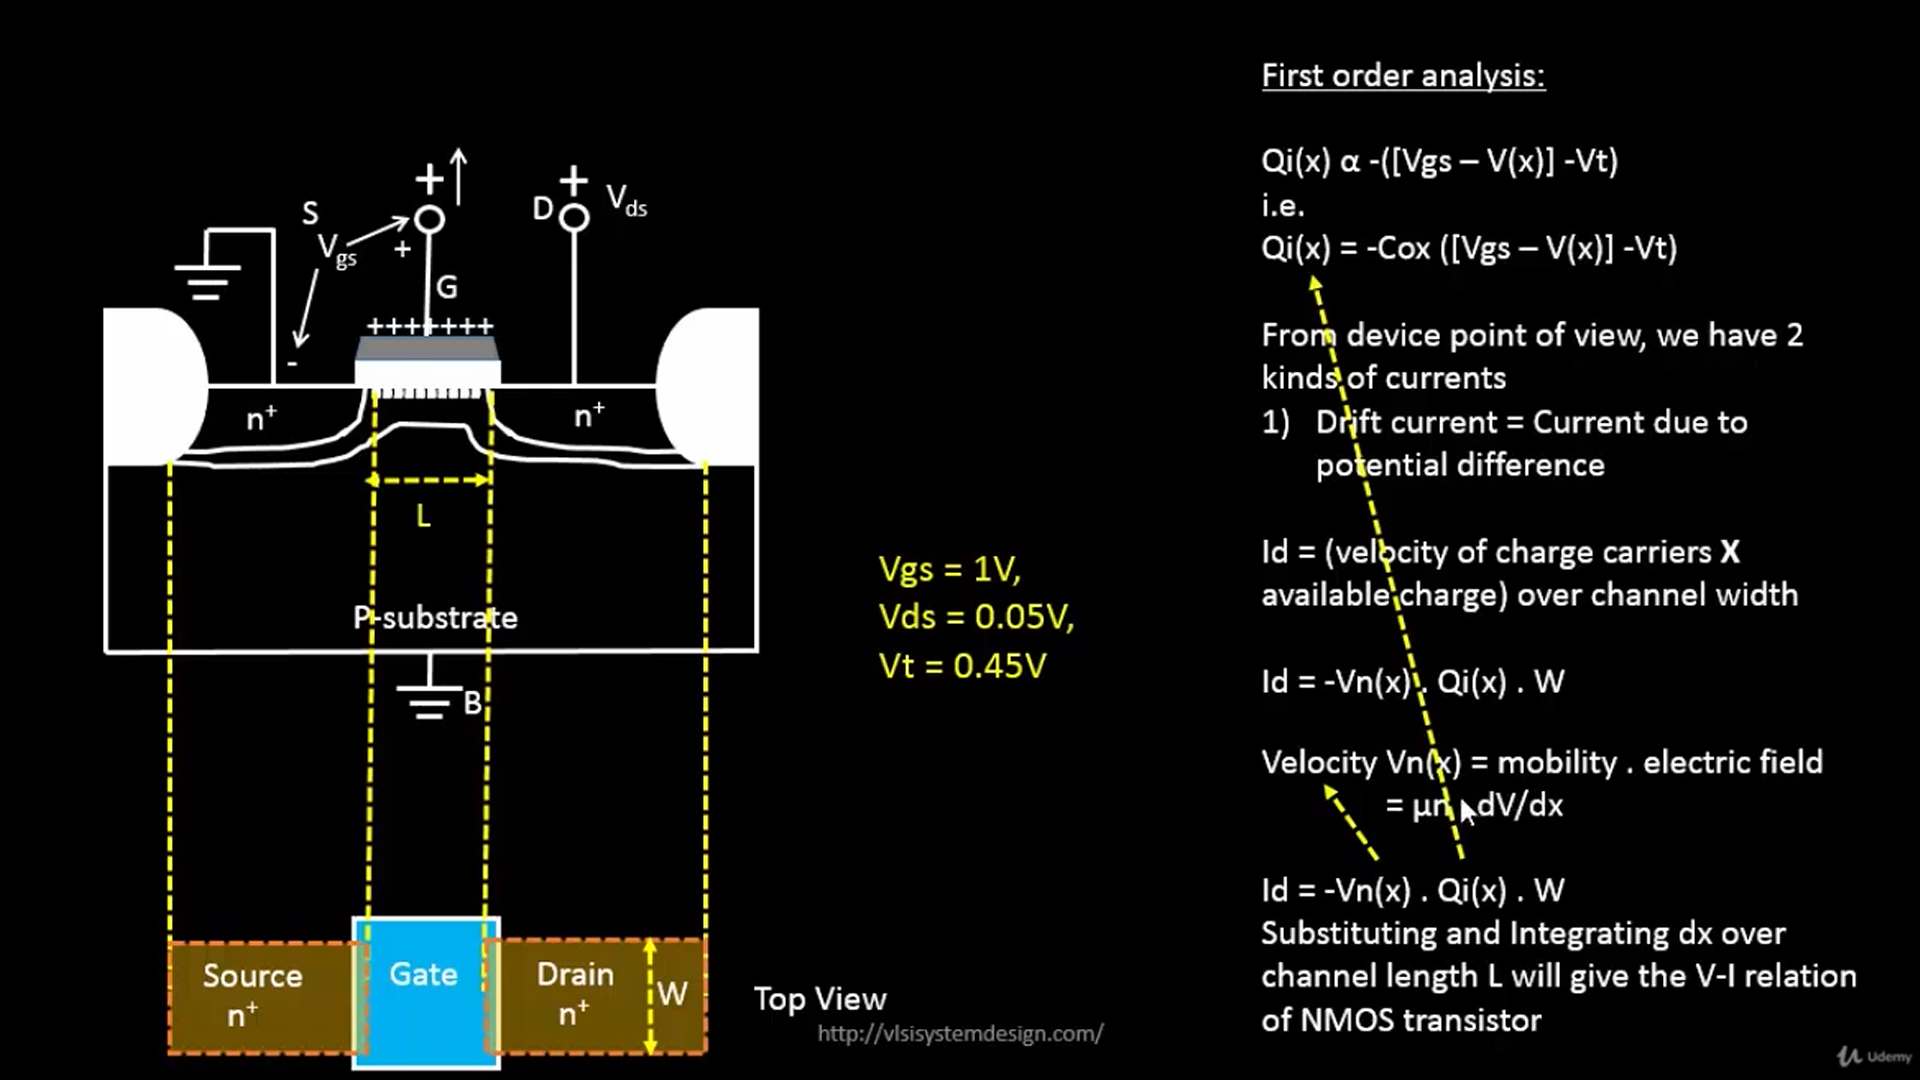 First order analysis:
Qi(x) α -([Vgs – V(x)] -Vt)
i.e.
Qi(x) = -Cox ([Vgs – V(x)] -Vt)
From device point of view, we have 2
kinds of currents
1) Drift current = Current due to
potential difference
Id = (velocity of charge carriers X
available charge) over channel width
Id = -Vn(x) . Qi(x) . W
Velocity Vn(x) = mobility . electric field
= μn . dV/dx
Id = -Vn(x) . Qi(x) . W
Substituting and Integrating dx over
channel length L will give the V-I relation
of NMOS transistor
+
+
S
D
Vds
Vgs
+
G
+++++++
-
n⁺
n⁺
L
P-substrate
B
Vgs = 1V,
Vds = 0.05V,
Vt = 0.45V
Source
n⁺
Gate
Drain
n⁺
W
Top View
http://vlsisystemdesign.com/
Udemy